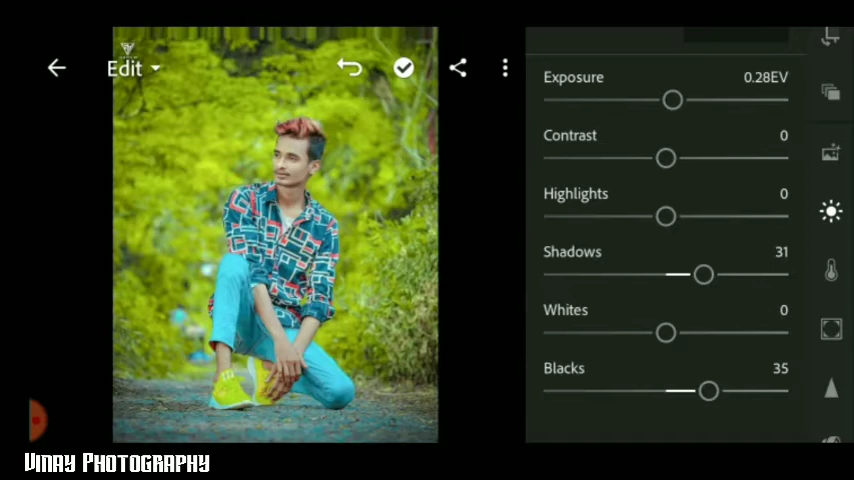 Edit
Exposure 0.28EV
Contrast 0
Highlights 0
Shadows 31
Whites 0
Blacks 35
Vinay Photography